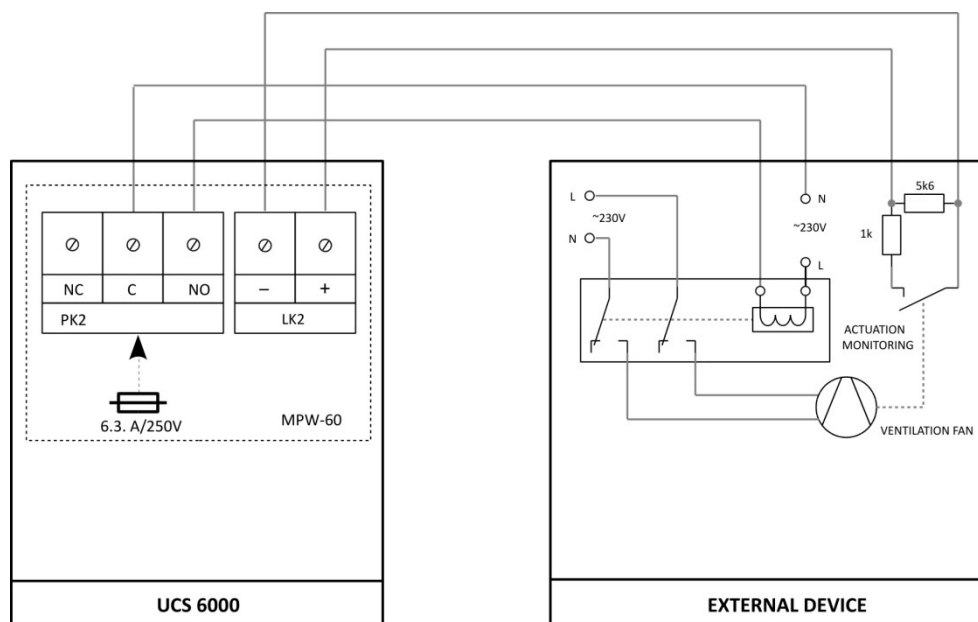 NC C NO
PK2
− +
LK2
6.3. A/250V
MPW-60
UCS 6000
L
~230V
N
N
~230V
L
5k6
1k
ACTUATION
MONITORING
VENTILATION FAN
EXTERNAL DEVICE